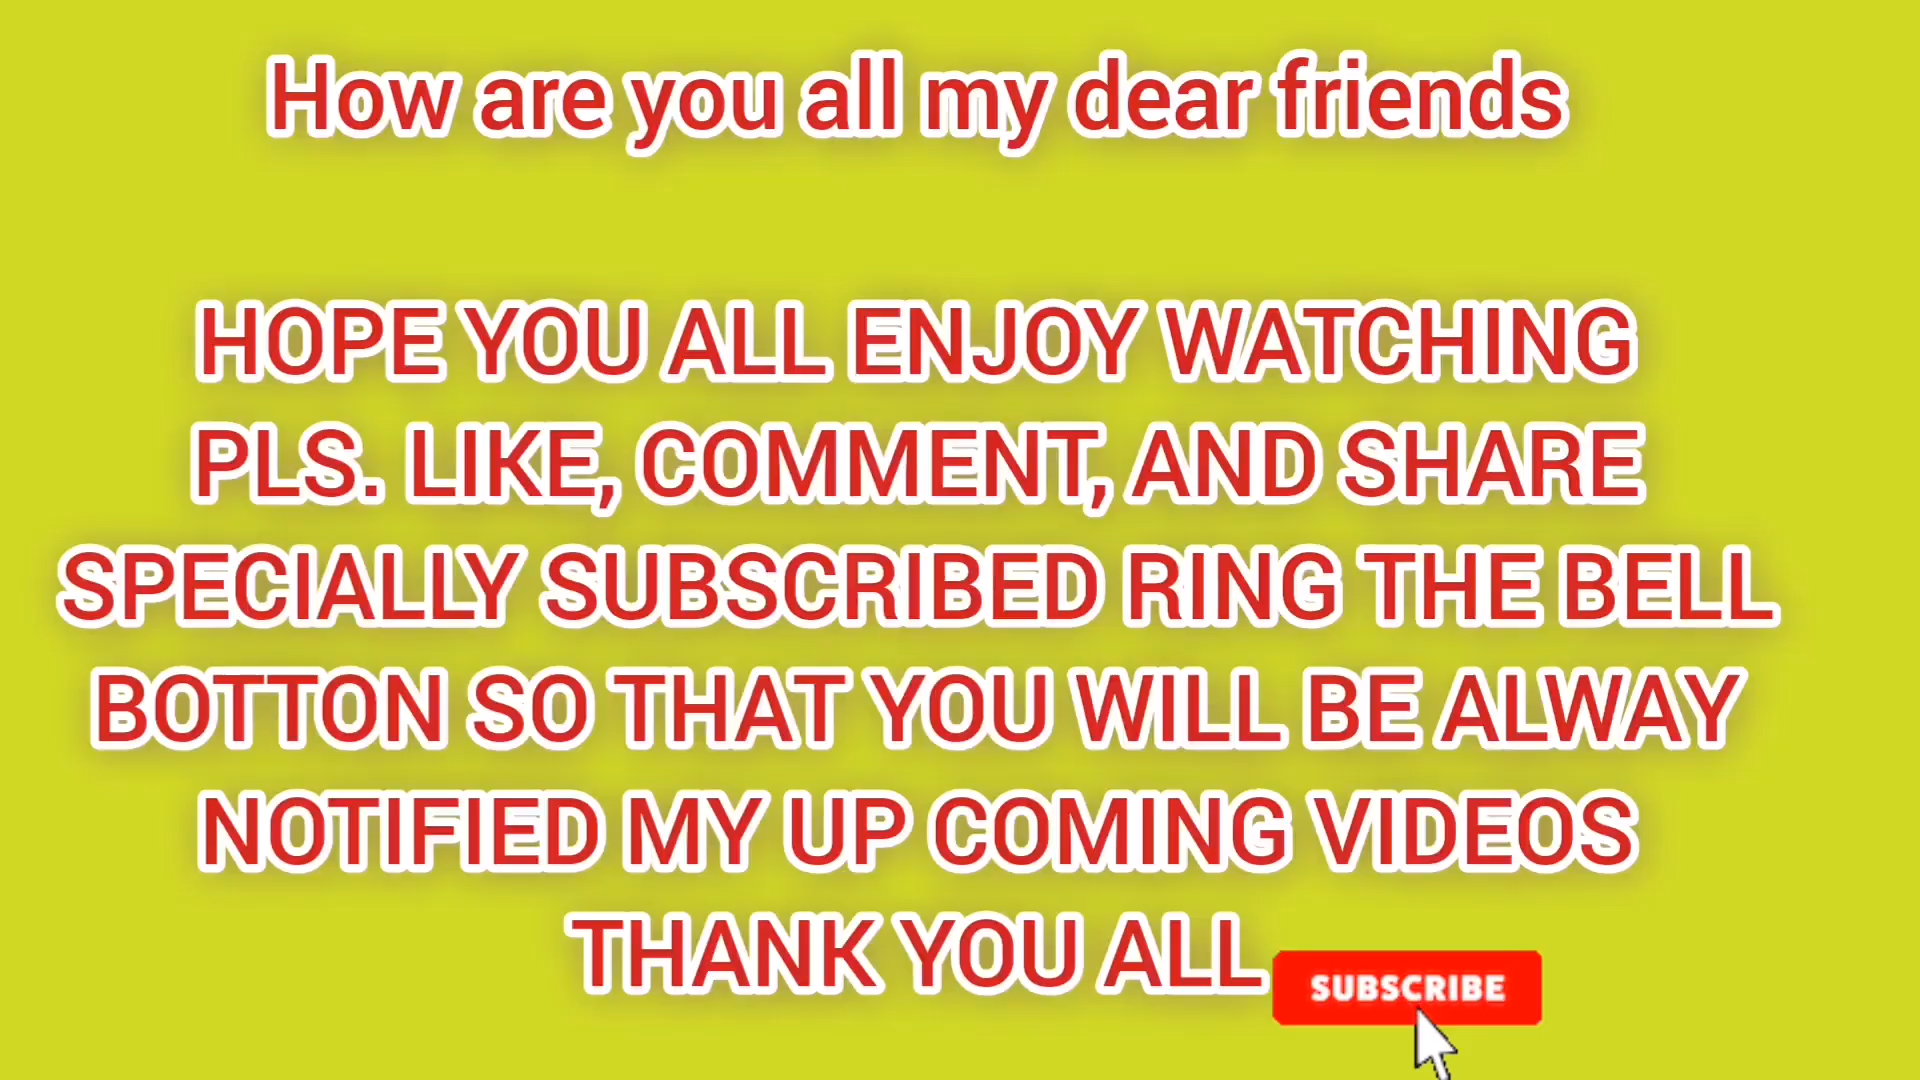 How are you all my dear friends
HOPE YOU ALL ENJOY WATCHING
PLS. LIKE, COMMENT, AND SHARE
SPECIALLY SUBSCRIBED RING THE BELL
BOTTON SO THAT YOU WILL BE ALWAY
NOTIFIED MY UP COMING VIDEOS
THANK YOU ALL
SUBSCRIBE